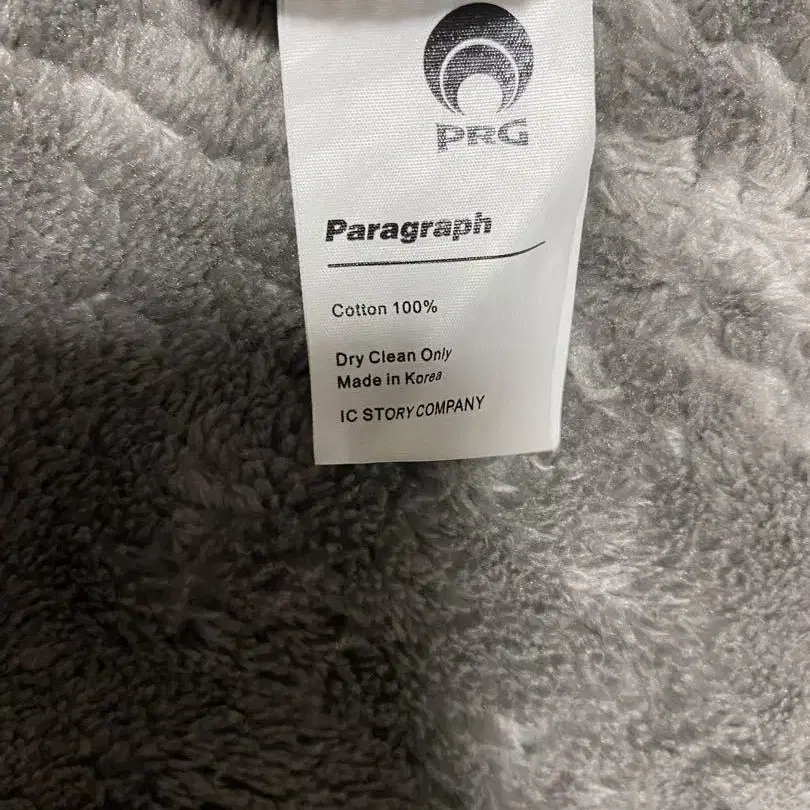 PRG
Paragraph
Cotton 100%
Dry Clean Only
Made in Korea
IC STORY COMPANY